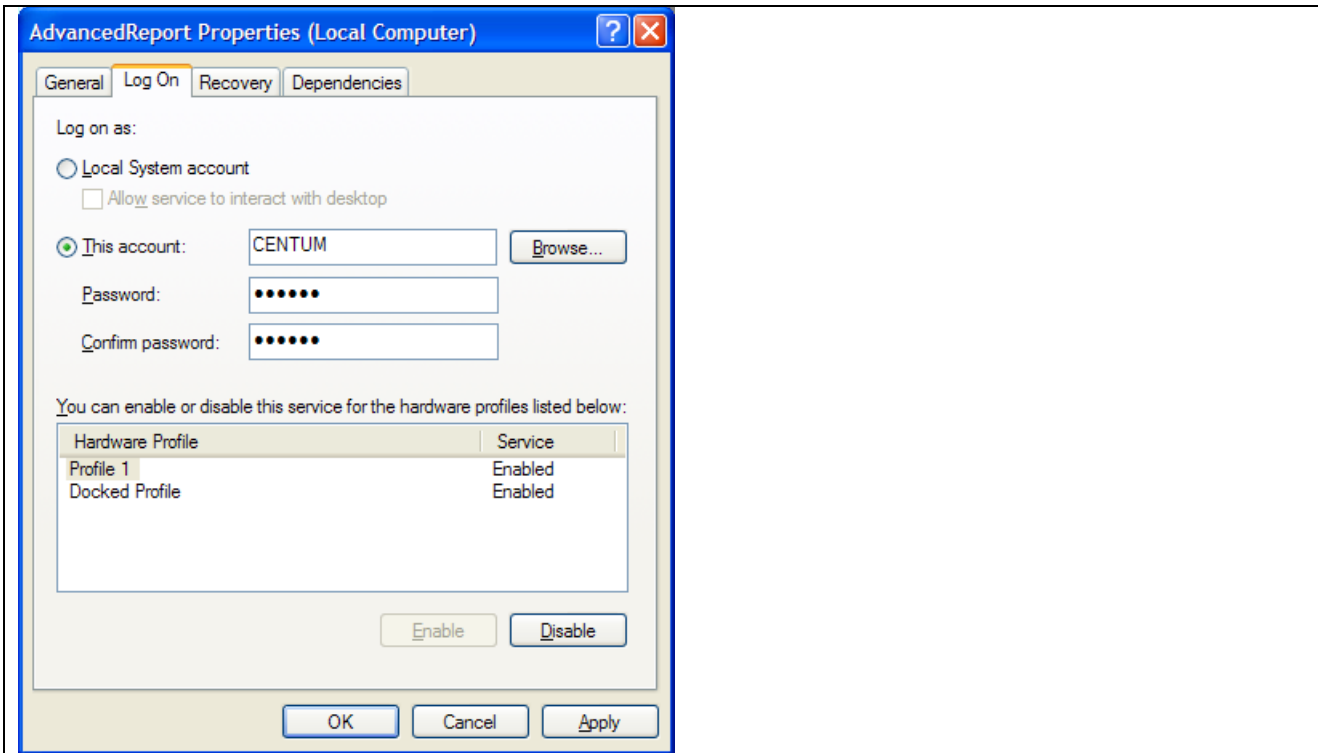 AdvancedReport Properties (Local Computer)
General Log On Recovery Dependencies
Log on as:
Local System account
Allow service to interact with desktop
This account: CENTUM Browse...
Password: ••••••
Confirm password: ••••••
You can enable or disable this service for the hardware profiles listed below:
Hardware Profile Service
Profile 1 Enabled
Docked Profile Enabled
Enable Disable
OK Cancel Apply